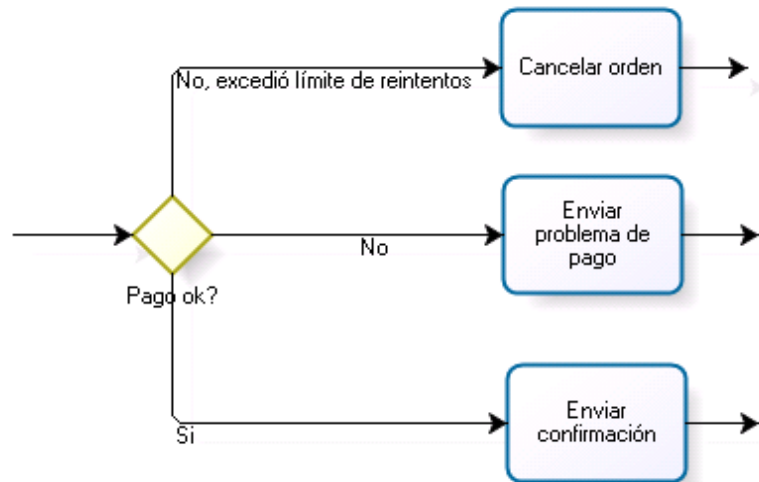 Cancelar orden
No, excedió límite de reintentos
Enviar
problema de
pago
No
Pago ok?
Enviar
confirmación
Si